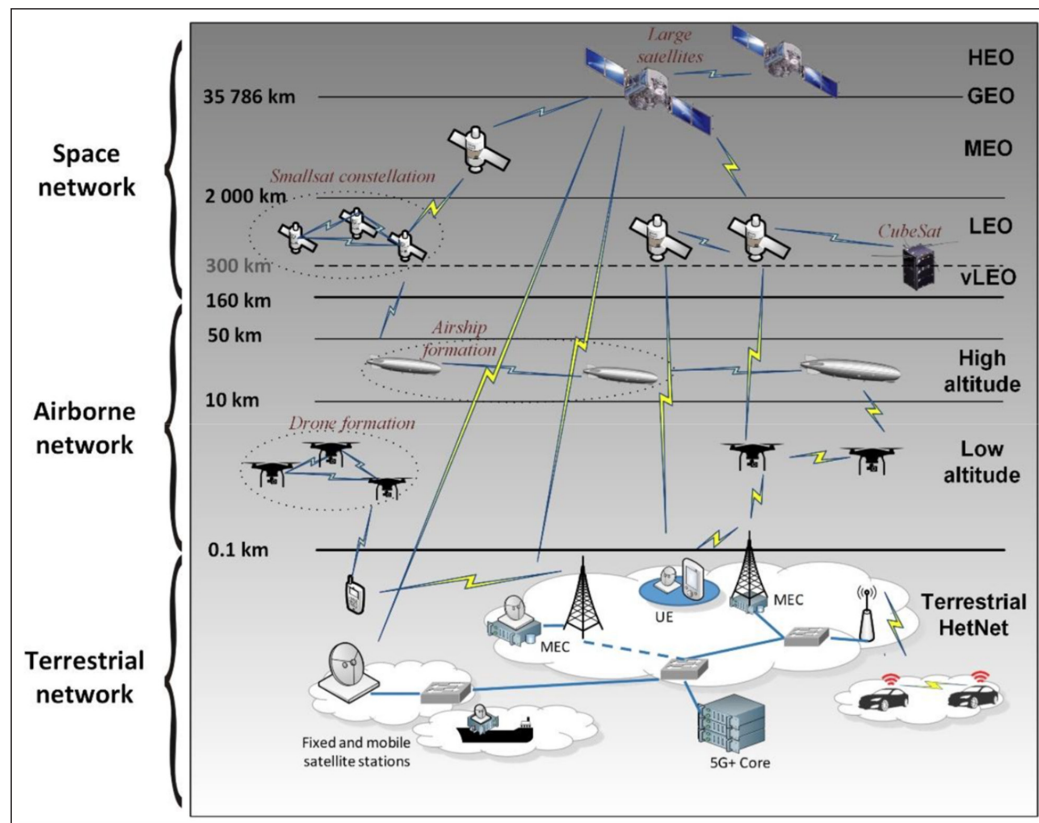 Large
satellites
HEO
35 786 km
GEO
Space
network
MEO
Smallsat constellation
2 000 km
LEO
CubeSat
300 km
vLEO
160 km
50 km
Airship
formation
High
altitude
10 km
Airborne
network
Drone formation
Low
altitude
0.1 km
UE
MEC
MEC
Terrestrial
HetNet
Terrestrial
network
Fixed and mobile
satellite stations
5G+ Core